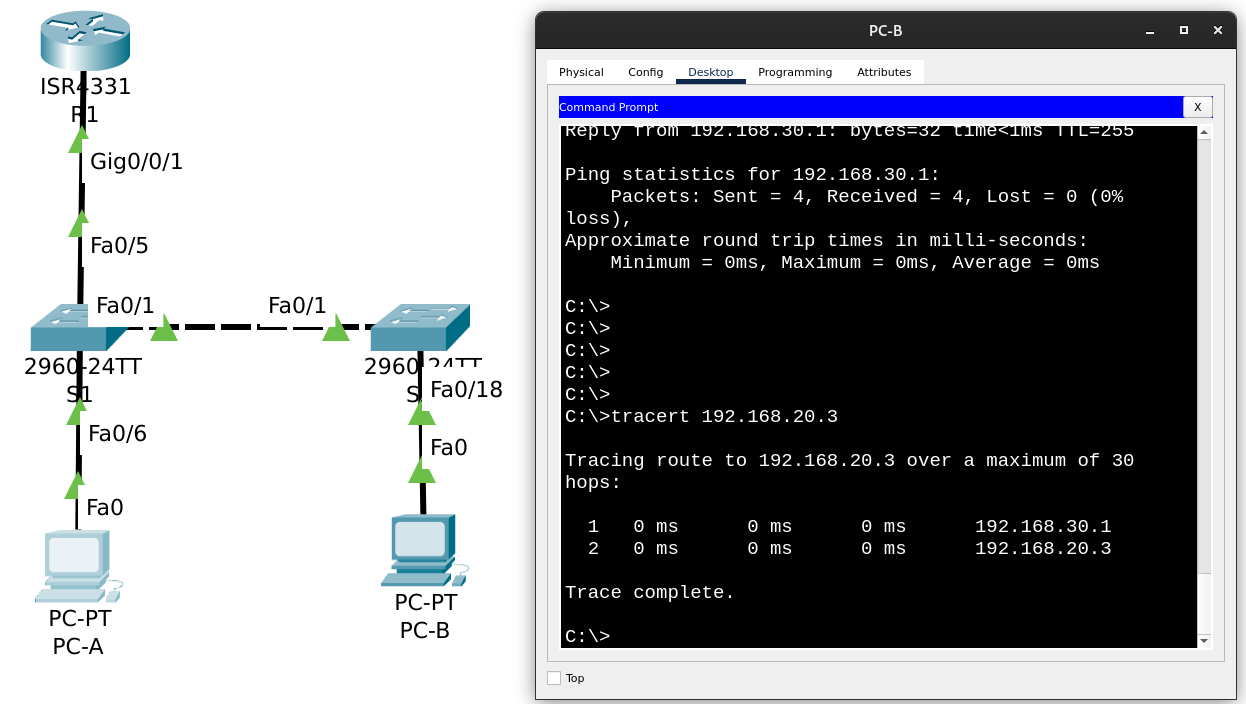 ISR4331
R1
Gig0/0/1
Fa0/5
Fa0/1
Fa0/1
2960-24TT
S1
2960-24TT
S
Fa0/18
Fa0/6
Fa0
Fa0
PC-PT
PC-A
PC-PT
PC-B
PC-B
Physical Config Desktop Programming Attributes
Command Prompt X
Reply from 192.168.30.1: bytes=32 time<1ms TTL=255
Ping statistics for 192.168.30.1:
Packets: Sent = 4, Received = 4, Lost = 0 (0%
loss),
Approximate round trip times in milli-seconds:
Minimum = 0ms, Maximum = 0ms, Average = 0ms
C:\>
C:\>
C:\>
C:\>
C:\>
C:\>tracert 192.168.20.3
Tracing route to 192.168.20.3 over a maximum of 30
hops:
1 0 ms 0 ms 0 ms 192.168.30.1
2 0 ms 0 ms 0 ms 192.168.20.3
Trace complete.
C:\>
Top